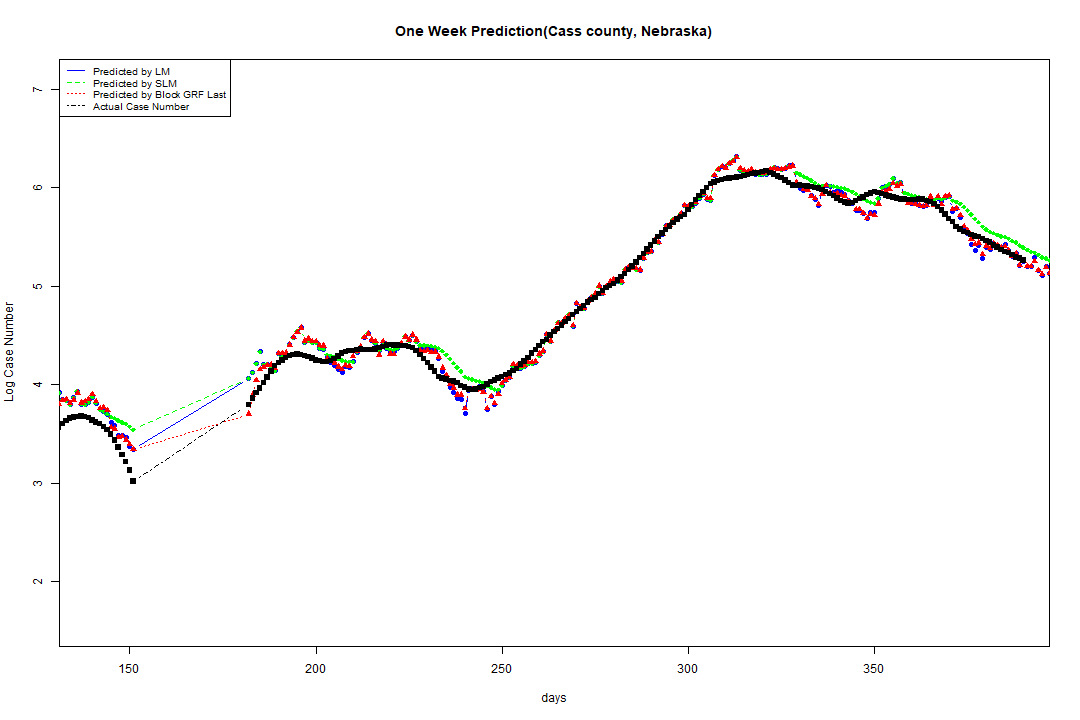 One Week Prediction(Cass county, Nebraska)
Predicted by LM
Predicted by SLM
Predicted by Block GRF Last
Actual Case Number
Log Case Number
7
6
5
4
3
2
150 200 250 300 350
days